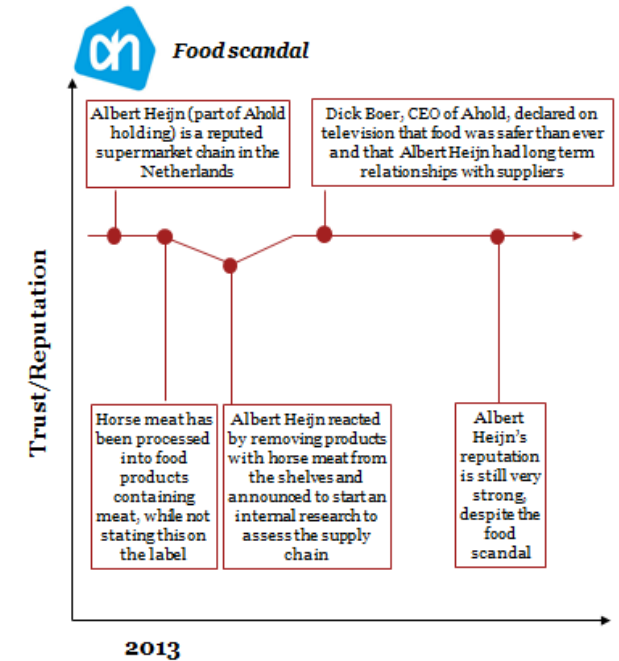 ah
Food scandal
Albert Heijn (part of Ahold
holding) is a reputed
supermarket chain in the
Netherlands
Dick Boer, CEO of Ahold, declared on
television that food was safer than ever
and that Albert Heijn had long term
relationships with suppliers
Trust/Reputation
Horse meat has
been processed
into food
products
containing
meat, while not
stating this on
the label
Albert Heijn reacted
by removing products
with horse meat from
the shelves and
announced to start an
internal research to
assess the supply
chain
Albert
Heijn's
reputation
is still very
strong,
despite the
food
scandal
2013